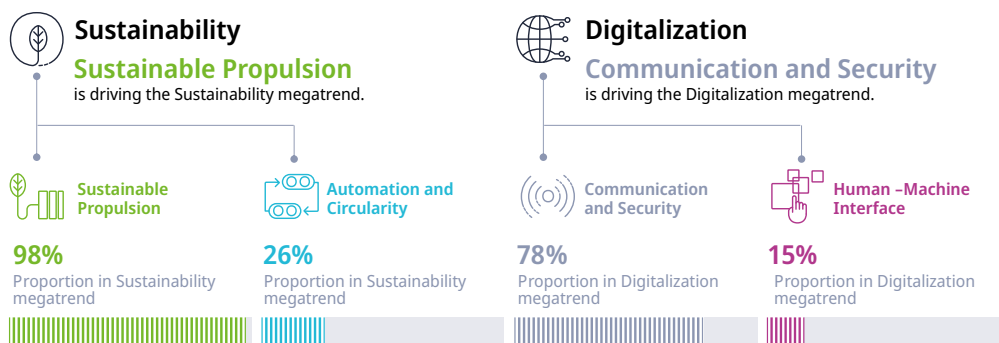 Sustainability
Sustainable Propulsion
is driving the Sustainability megatrend.
Sustainable
Propulsion
98%
Proportion in Sustainability
megatrend
Automation and
Circularity
26%
Proportion in Sustainability
megatrend
Digitalization
Communication and Security
is driving the Digitalization megatrend.
Communication
and Security
78%
Proportion in Digitalization
megatrend
Human –Machine
Interface
15%
Proportion in Digitalization
megatrend